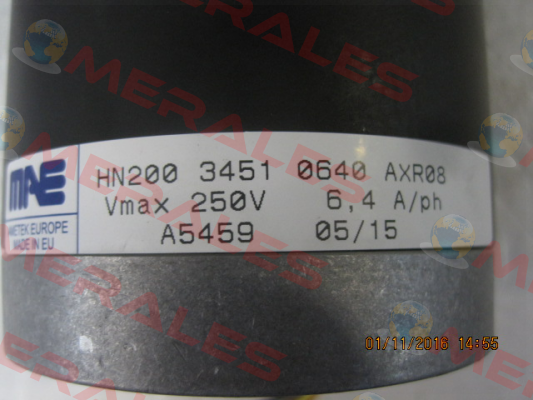 MERALES
MAE
AMETEK EUROPE
MADE IN EU
HN200 3451 0640 AXR08
Vmax 250V 6,4 A/ph
A5459 05/15
01/11/2016 14:55